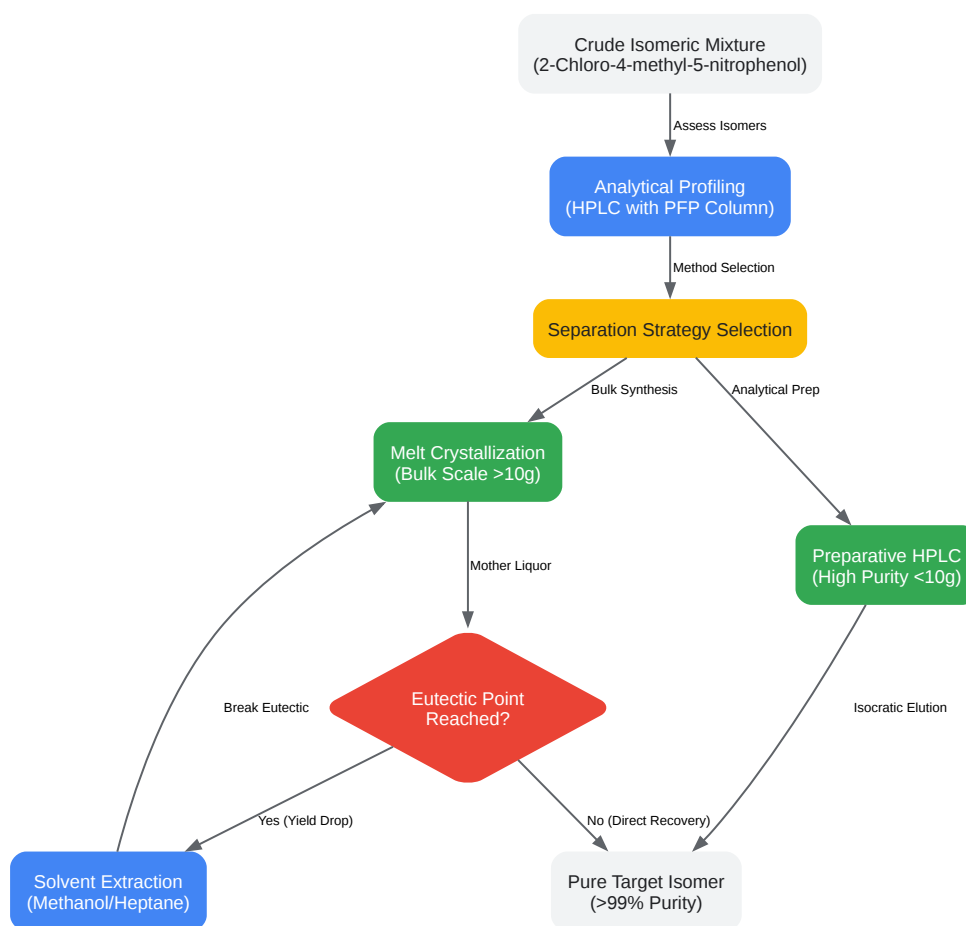 Crude Isomeric Mixture
(2-Chloro-4-methyl-5-nitrophenol)
Assess Isomers
Analytical Profiling
(HPLC with PFP Column)
Method Selection
Separation Strategy Selection
Bulk Synthesis
Analytical Prep
Melt Crystallization
(Bulk Scale >10g)
Preparative HPLC
(High Purity <10g)
Mother Liquor
Eutectic Point
Reached?
Break Eutectic
Isocratic Elution
Yes (Yield Drop)
No (Direct Recovery)
Solvent Extraction
(Methanol/Heptane)
Pure Target Isomer
(>99% Purity)